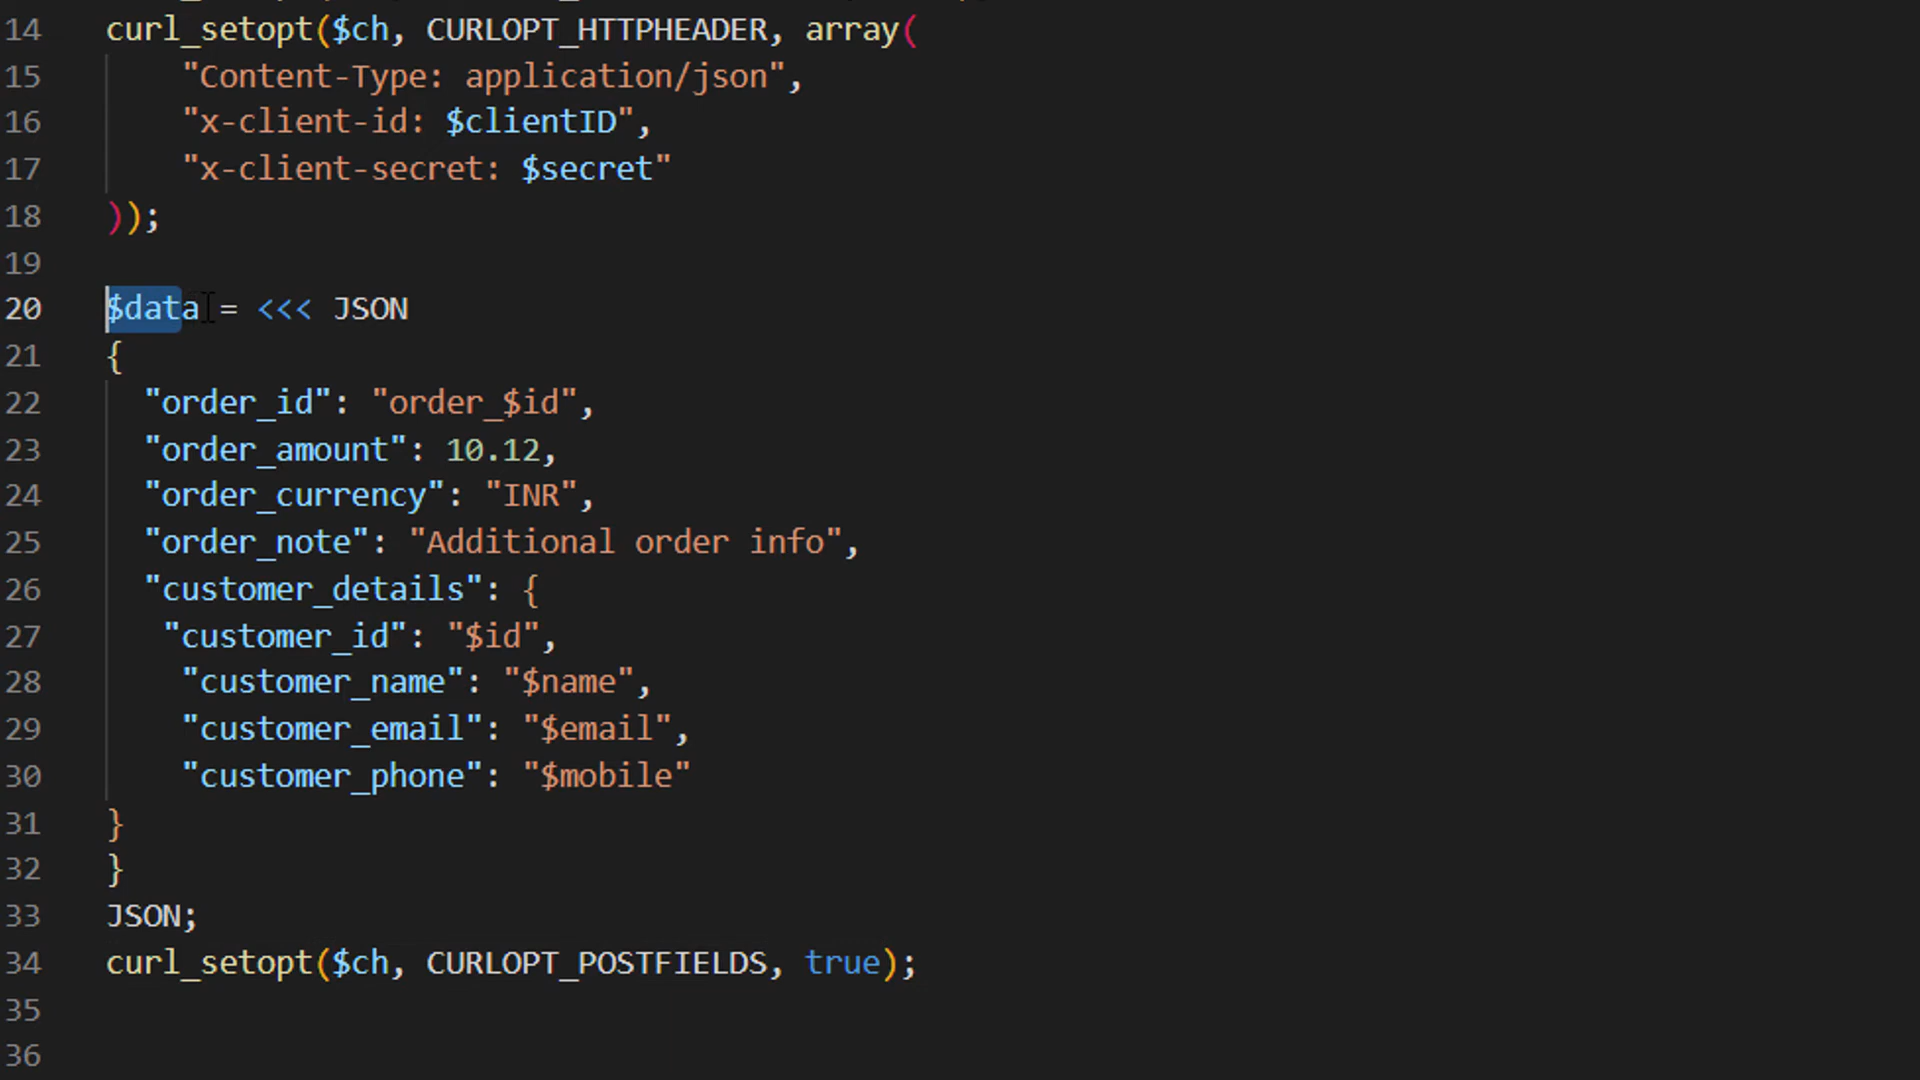 14 curl_setopt($ch, CURLOPT_HTTPHEADER, array(
15 "Content-Type: application/json",
16 "x-client-id: $clientID",
17 "x-client-secret: $secret"
18 ));
19
20 $data = <<< JSON
21 {
22 "order_id": "order_$id",
23 "order_amount": 10.12,
24 "order_currency": "INR",
25 "order_note": "Additional order info",
26 "customer_details": {
27 "customer_id": "$id",
28 "customer_name": "$name",
29 "customer_email": "$email",
30 "customer_phone": "$mobile"
31 }
32 }
33 JSON;
34 curl_setopt($ch, CURLOPT_POSTFIELDS, true);
35
36